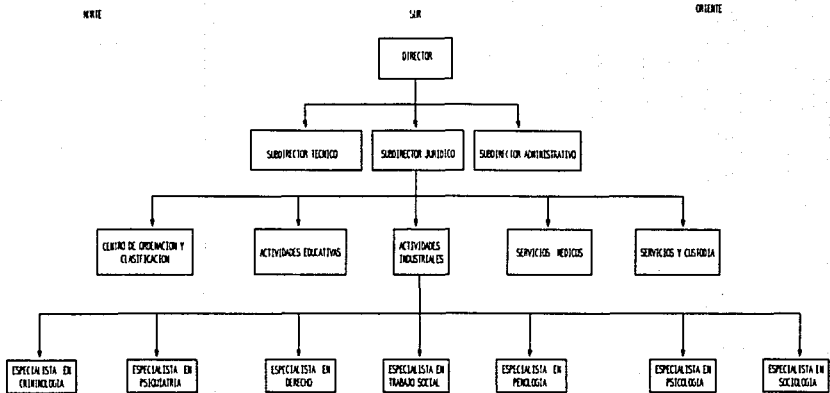 NORTE
SUR
ORIENTE
DIRECTOR
SUBDIRECTOR TECNICO
SUBDIRECTOR JURIDICO
SUBDIRECTOR ADMINISTRATIVO
CENTRO DE ORDENACION Y
CLASIFICACION
ACTIVIDADES EDUCATIVAS
ACTIVIDADES
INDUSTRIALES
SERVICIOS MEDICOS
SERVICIOS Y CUSTODIA
ESPECIALISTA EN
CRIMINOLOGIA
ESPECIALISTA EN
PSIQUIATRIA
ESPECIALISTA EN
DERECHO
ESPECIALISTA EN
TRABAJO SOCIAL
ESPECIALISTA EN
PENOLOGIA
ESPECIALISTA EN
PSICOLOGIA
ESPECIALISTA EN
SOCIOLOGIA